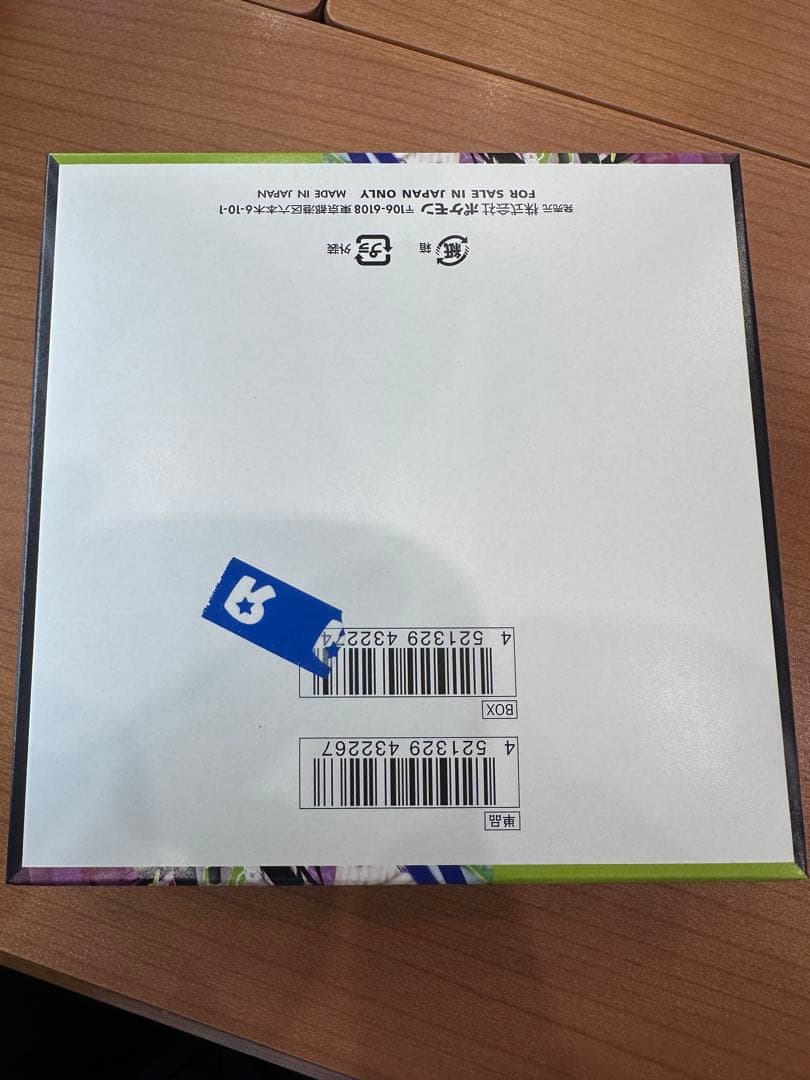 FOR SALE IN JAPAN ONLY MADE IN JAPAN
発売元 株式会社 ポケモン 〒106-6108 東京都港区六本木6-10-1
紙 箱 プラ 外装
4 521329 432274
BOX
4 521329 432267
単品
R